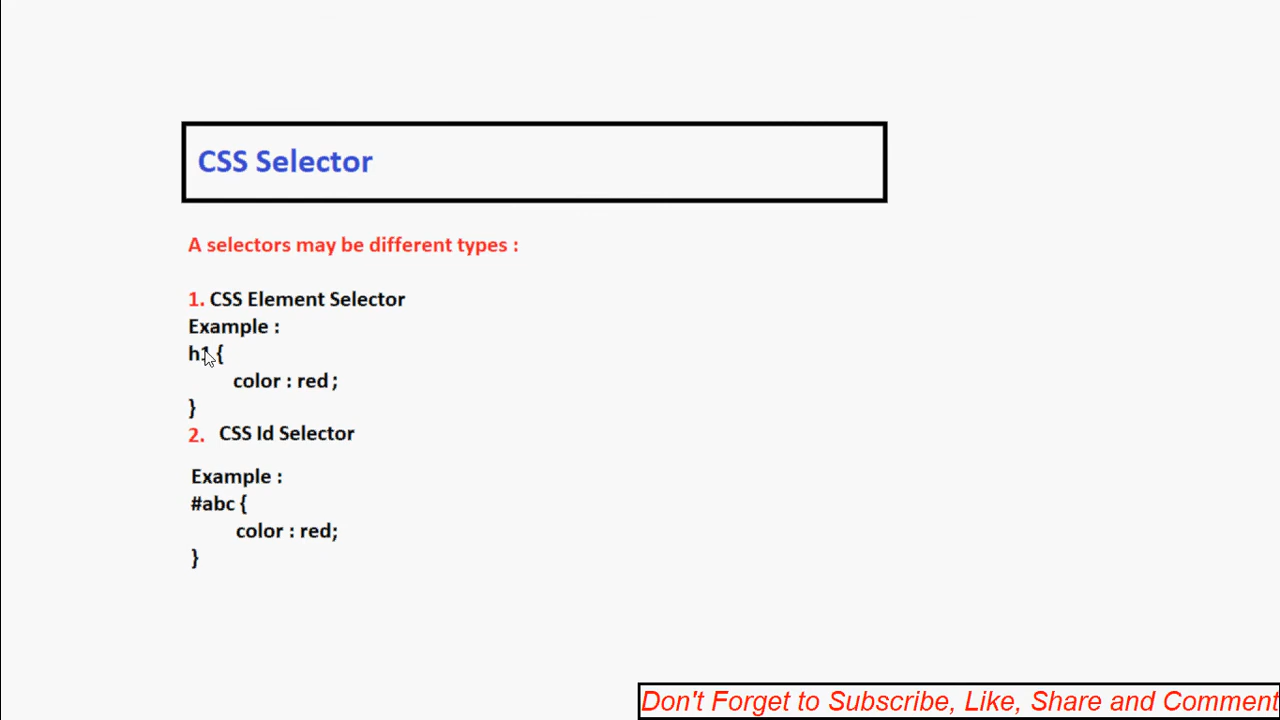 CSS Selector
A selectors may be different types :
1. CSS Element Selector
Example :
h1 {
color : red ;
}
2. CSS Id Selector
Example :
#abc {
color : red;
}
Don't Forget to Subscribe, Like, Share and Comment